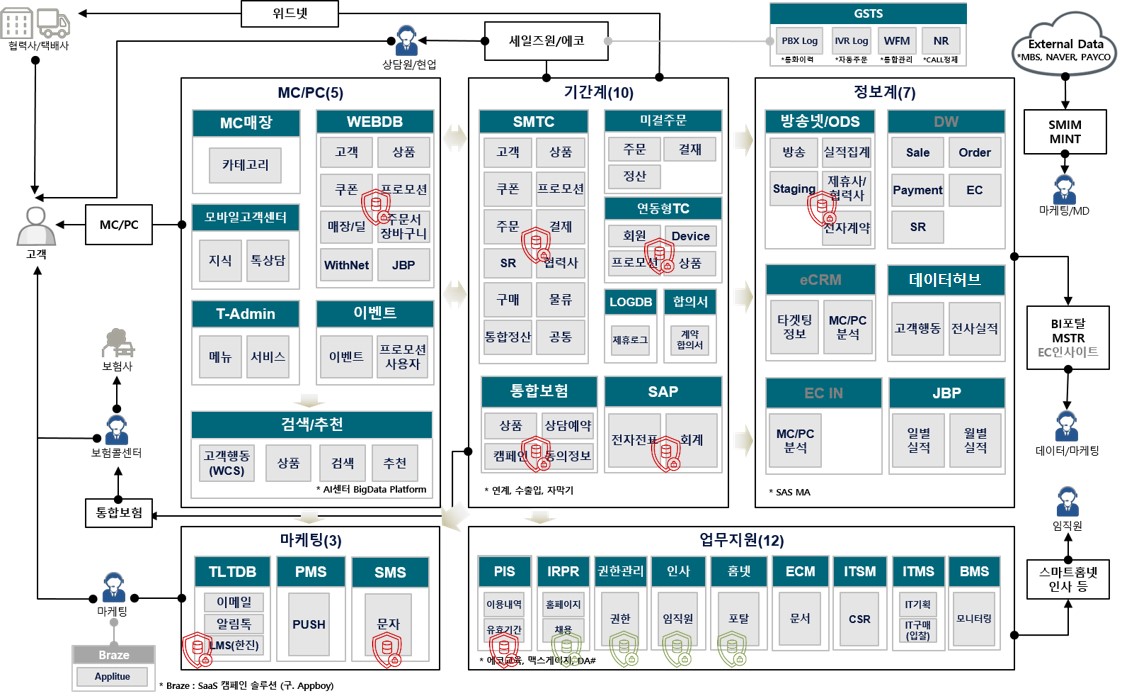 위드넷
협력사/택배사
상담원/현업
세일즈원/에코
GSTS
PBX Log
IVR Log
WFM
NR
*통화이력
*자동주문
*통합관리
*CALL정제
External Data
*MBS, NAVER, PAYCO
SMIM
MINT
마케팅/MD
MC/PC
고객
보험사
보험콜센터
통합보험
마케팅
Braze
Applitue
* Braze : SaaS 캠페인 솔루션 (구. Appboy)
MC/PC(5)
MC매장
카테고리
WEBDB
고객
상품
쿠폰
프로모션
매장/딜
주문서
장바구니
WithNet
JBP
모바일고객센터
지식
톡상담
T-Admin
메뉴
서비스
이벤트
이벤트
프로모션
사용자
검색/추천
고객행동
(WCS)
상품
검색
추천
* AI센터 BigData Platform
기간계(10)
SMTC
고객
상품
쿠폰
프로모션
주문
결제
SR
협력사
구매
물류
통합정산
공통
미결주문
주문
결재
정산
연동형TC
회원
Device
프로모션
상품
LOGDB
제휴로그
합의서
계약
합의서
통합보험
상품
상담예약
캠페인
동의정보
SAP
전자전표
회계
* 연계, 수출입, 자막기
정보계(7)
방송넷/ODS
방송
실적집계
Staging
제휴사/
협력사
전자계약
DW
Sale
Order
Payment
EC
SR
eCRM
타겟팅
정보
MC/PC
분석
데이터허브
고객행동
전사실적
EC IN
MC/PC
분석
JBP
일별
실적
월별
실적
* SAS MA
BI포탈
MSTR
EC인사이트
데이터/마케팅
임직원
스마트홈넷
인사 등
마케팅(3)
TLTDB
이메일
알림톡
LMS(한진)
PMS
PUSH
SMS
문자
업무지원(12)
PIS
이용내역
유효기간
IRPR
홈페이지
채용
권한관리
권한
인사
임직원
홈넷
포탈
ECM
문서
ITSM
CSR
ITMS
IT기획
IT구매
(입찰)
BMS
모니터링
* 에코교육, 맥스게이지, DA#